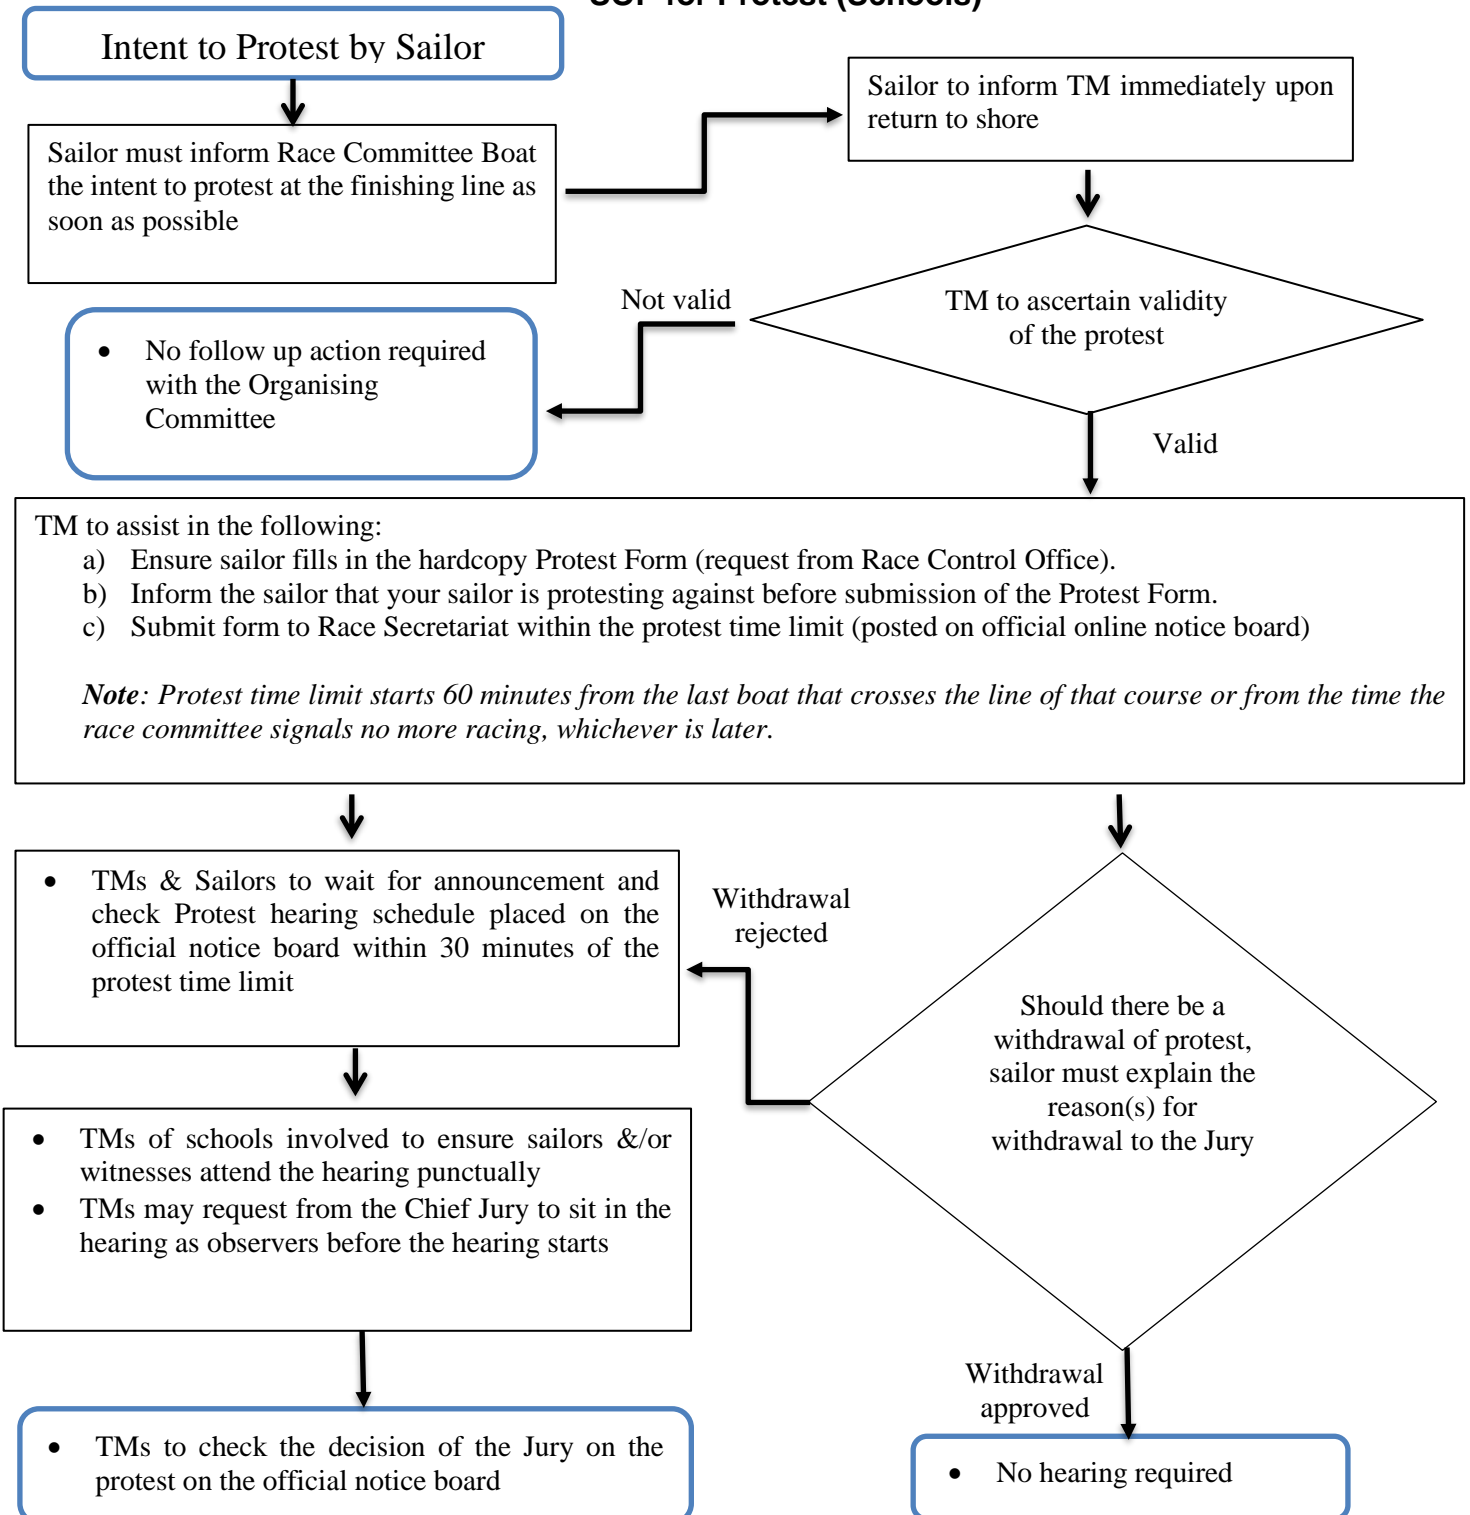 SOP for Protest (Schools)
Intent to Protest by Sailor
Sailor must inform Race Committee Boat
the intent to protest at the finishing line as
soon as possible
Sailor to inform TM immediately upon
return to shore
TM to ascertain validity
of the protest
Not valid
• No follow up action required
with the Organising
Committee
Valid
TM to assist in the following:
a) Ensure sailor fills in the hardcopy Protest Form (request from Race Control Office).
b) Inform the sailor that your sailor is protesting against before submission of the Protest Form.
c) Submit form to Race Secretariat within the protest time limit (posted on official online notice board)
Note: Protest time limit starts 60 minutes from the last boat that crosses the line of that course or from the time the
race committee signals no more racing, whichever is later.
• TMs & Sailors to wait for announcement and
check Protest hearing schedule placed on the
official notice board within 30 minutes of the
protest time limit
Withdrawal
rejected
Should there be a
withdrawal of protest,
sailor must explain the
reason(s) for
withdrawal to the Jury
• TMs of schools involved to ensure sailors &/or
witnesses attend the hearing punctually
• TMs may request from the Chief Jury to sit in the
hearing as observers before the hearing starts
Withdrawal
approved
• TMs to check the decision of the Jury on the
protest on the official notice board
• No hearing required